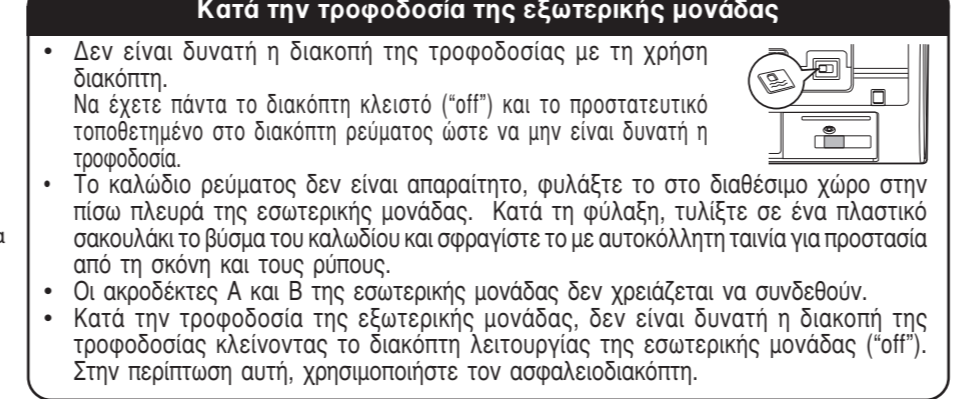 Κατά την τροφοδοσία της εξωτερικής μονάδας
• Δεν είναι δυνατή η διακοπή της τροφοδοσίας με τη χρήση
διακόπτη.
Να έχετε πάντα το διακόπτη κλειστό (“off”) και το προστατευτικό
τοποθετημένο στο διακόπτη ρεύματος ώστε να μην είναι δυνατή η
τροφοδοσία.
• Το καλώδιο ρεύματος δεν είναι απαραίτητο, φυλάξτε το στο διαθέσιμο χώρο στην
πίσω πλευρά της εσωτερικής μονάδας. Κατά τη φύλαξη, τυλίξτε σε ένα πλαστικό
σακουλάκι το βύσμα του καλωδίου και σφραγίστε το με αυτοκόλλητη ταινία για προστασία
από τη σκόνη και τους ρύπους.
• Οι ακροδέκτες Α και Β της εσωτερικής μονάδας δεν χρειάζεται να συνδεθούν.
• Κατά την τροφοδοσία της εξωτερικής μονάδας, δεν είναι δυνατή η διακοπή της
τροφοδοσίας κλείνοντας το διακόπτη λειτουργίας της εσωτερικής μονάδας (“off”).
Στην περίπτωση αυτή, χρησιμοποιήστε τον ασφαλειοδιακόπτη.